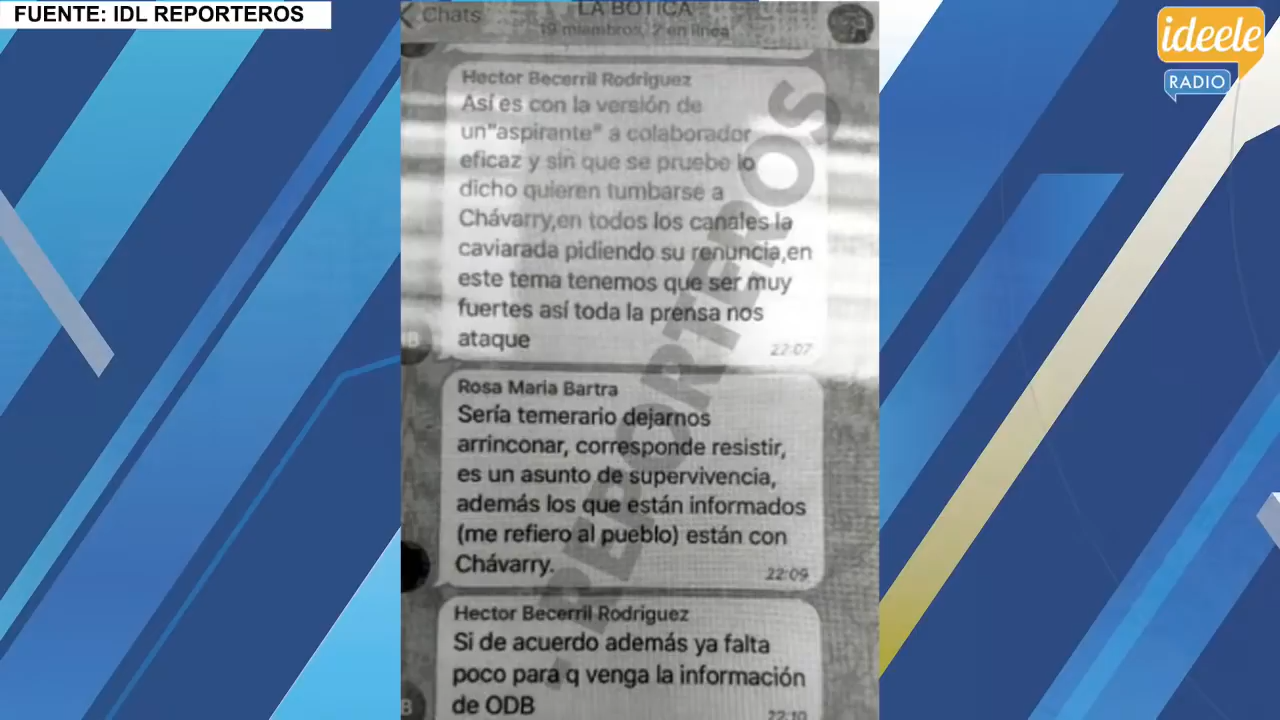 FUENTE: IDL REPORTEROS
ideele
RADIO
Chats
LA BOTICA
19 miembros, 2 en línea
Hector Becerril Rodriguez
Así es con la versión de
un"aspirante" a colaborador
eficaz y sin que se pruebe lo
dicho quieren tumbarse a
Chávarry,en todos los canales la
caviarada pidiendo su renuncia,en
este tema tenemos que ser muy
fuertes así toda la prensa nos
ataque
22:07
Rosa Maria Bartra
Sería temerario dejarnos
arrinconar, corresponde resistir,
es un asunto de supervivencia,
además los que están informados
(me refiero al pueblo) están con
Chávarry.
22:09
Hector Becerril Rodriguez
Si de acuerdo además ya falta
poco para q venga la información
de ODB
22:10
- REPORTEROS